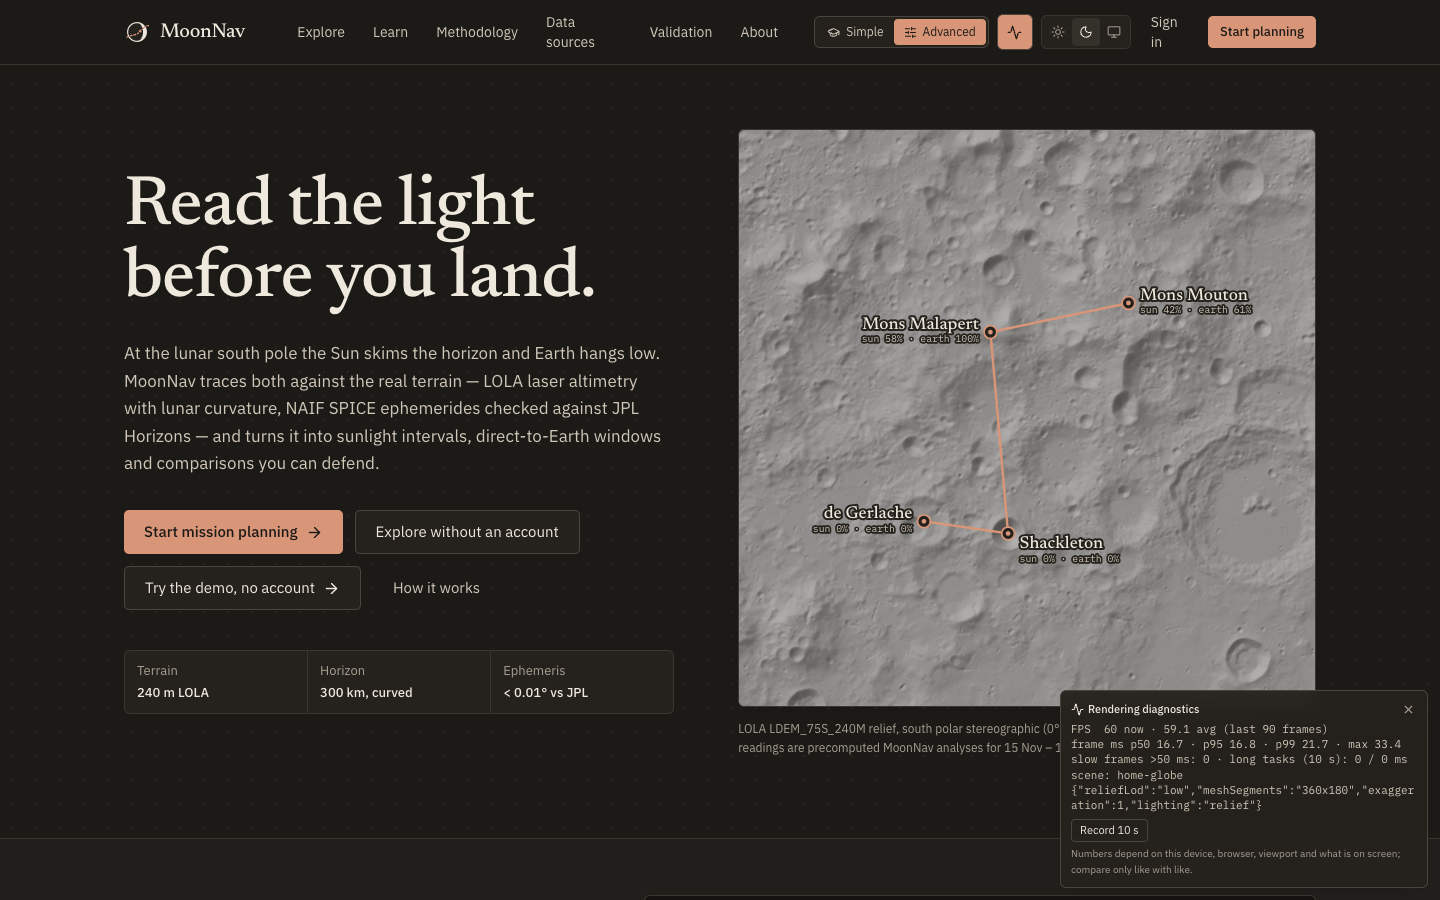 MoonNav
Explore
Learn
Methodology
Data sources
Validation
About
Simple
Advanced
Sign in
Start planning
Read the light
before you land.
At the lunar south pole the Sun skims the horizon and Earth hangs low.
MoonNav traces both against the real terrain — LOLA laser altimetry
with lunar curvature, NAIF SPICE ephemerides checked against JPL
Horizons — and turns it into sunlight intervals, direct-to-Earth windows
and comparisons you can defend.
Start mission planning →
Explore without an account
Try the demo, no account →
How it works
Terrain
240 m LOLA
Horizon
300 km, curved
Ephemeris
< 0.01° vs JPL
Mons Mouton
sun 42% · earth 61%
Mons Malapert
sun 58% · earth 100%
de Gerlache
sun 0% · earth 0%
Shackleton
sun 0% · earth 0%
LOLA LDEM_75S_240M relief, south polar stereographic (0°
readings are precomputed MoonNav analyses for 15 Nov – 1
Rendering diagnostics
FPS 60 now · 59.1 avg (last 90 frames)
frame ms p50 16.7 · p95 16.8 · p99 21.7 · max 33.4
slow frames >50 ms: 0 · long tasks (10 s): 0 / 0 ms
scene: home-globe
{"reliefLod":"low","meshSegments":"360x180","exagger
ation":1,"lighting":"relief"}
Record 10 s
Numbers depend on this device, browser, viewport and what is on screen;
compare only like with like.